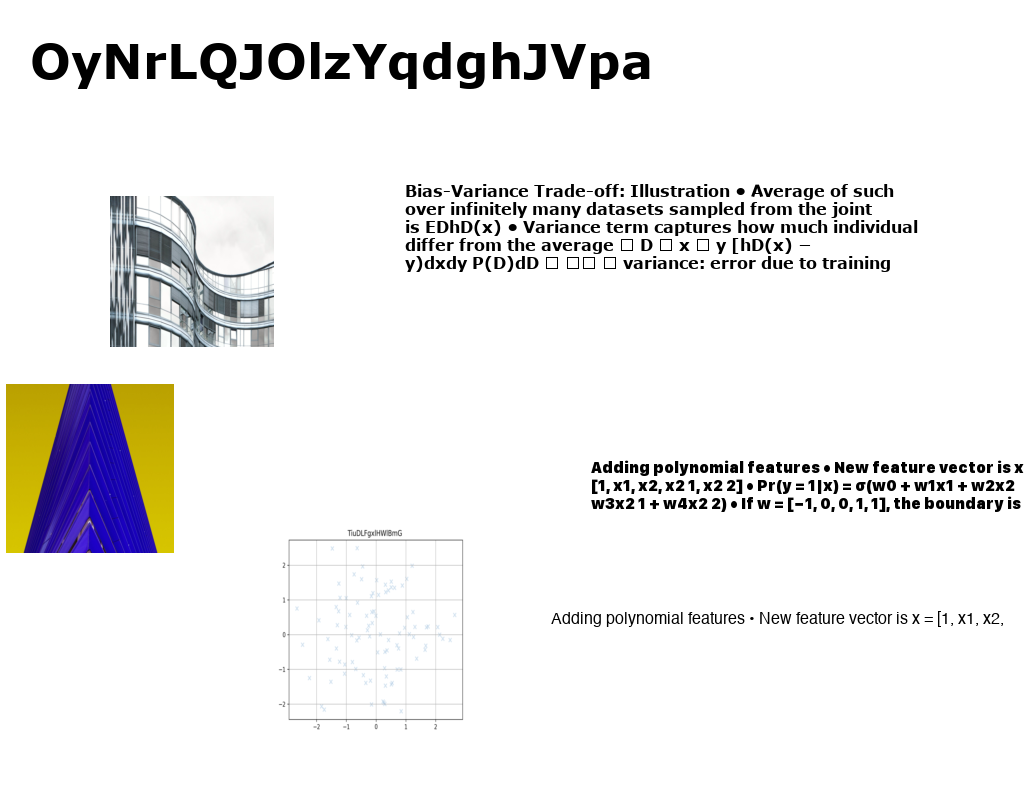 OyNrLQJOlzYqdghJVpa
Bias-Variance Trade-off: Illustration • Average of such
over infinitely many datasets sampled from the joint
is EDhD(x) • Variance term captures how much individual
differ from the average □ D □ x □ y [hD(x) −
y)dxdy P(D)dD □ □□ □ variance: error due to training
Adding polynomial features • New feature vector is x
[1, x1, x2, x2 1, x2 2] • Pr(y = 1|x) = σ(w0 + w1x1 + w2x2
w3x2 1 + w4x2 2) • If w = [−1, 0, 0, 1, 1], the boundary is
TiuDLFgxIHWIBmG
2
1
0
−1
−2
−2 −1 0 1 2
Adding polynomial features • New feature vector is x = [1, x1, x2,